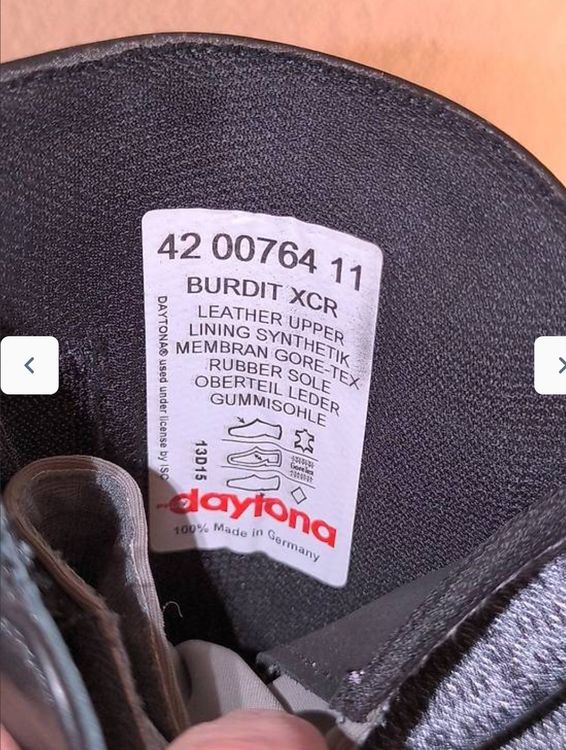 42 00764 11
BURDIT XCR
LEATHER UPPER
LINING SYNTHETIK
MEMBRAN GORE-TEX
RUBBER SOLE
OBERTEIL LEDER
GUMMISOHLE
DAYTONA® used under license by ISC
13D15
daytona
100% Made in Germany